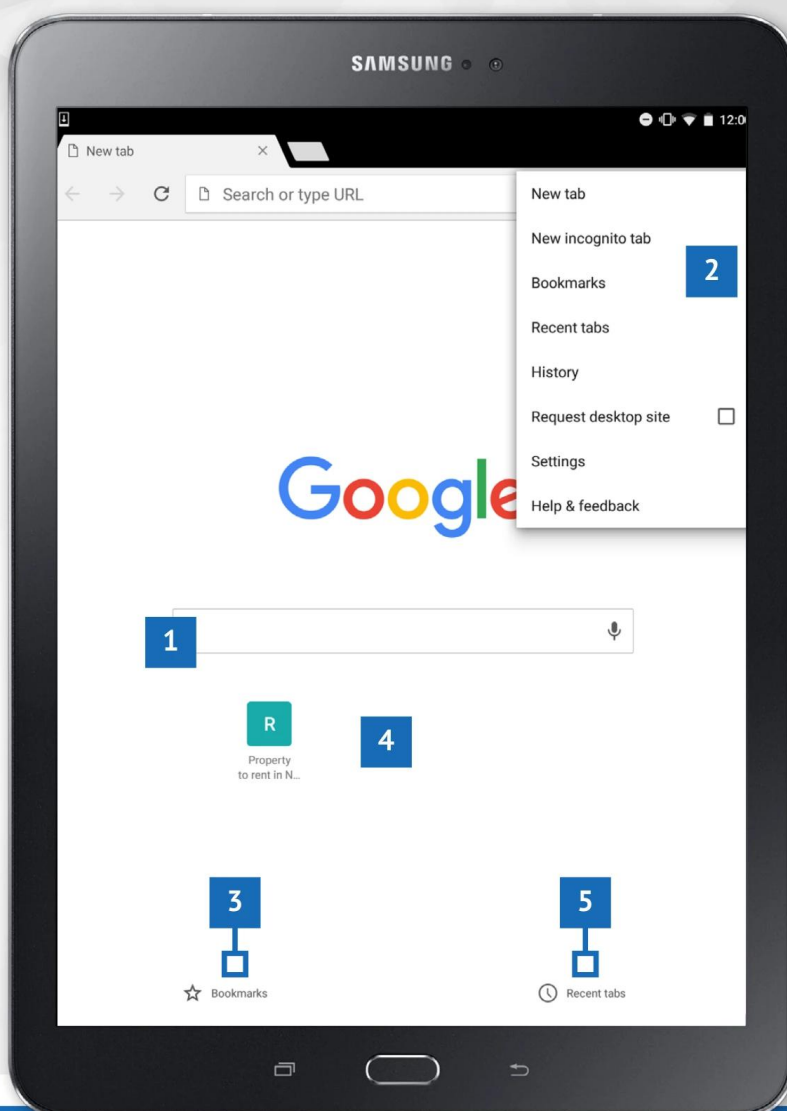 SAMSUNG
12:0
New tab
Search or type URL
New tab
New incognito tab
2
Bookmarks
Recent tabs
History
Request desktop site
Settings
Help & feedback
Google
1
R
4
Property
to rent in N...
3
5
Bookmarks
Recent tabs